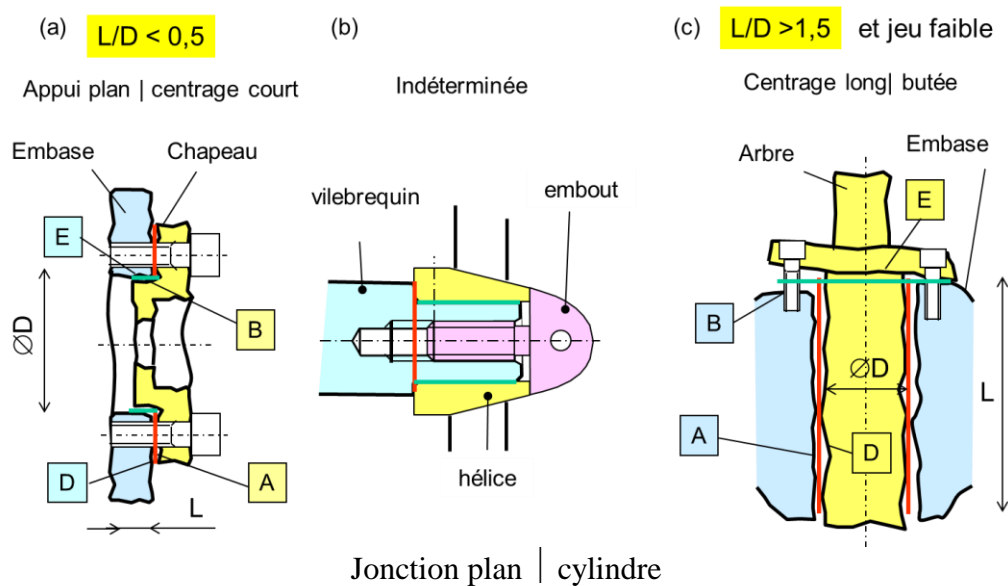 (a) L/D < 0,5
Appui plan | centrage court
Embase
Chapeau
E
B
ØD
D
A
L
(b)
Indéterminée
vilebrequin
embout
hélice
(c) L/D >1,5 et jeu faible
Centrage long| butée
Arbre
Embase
E
B
ØD
L
A
D
Jonction plan | cylindre